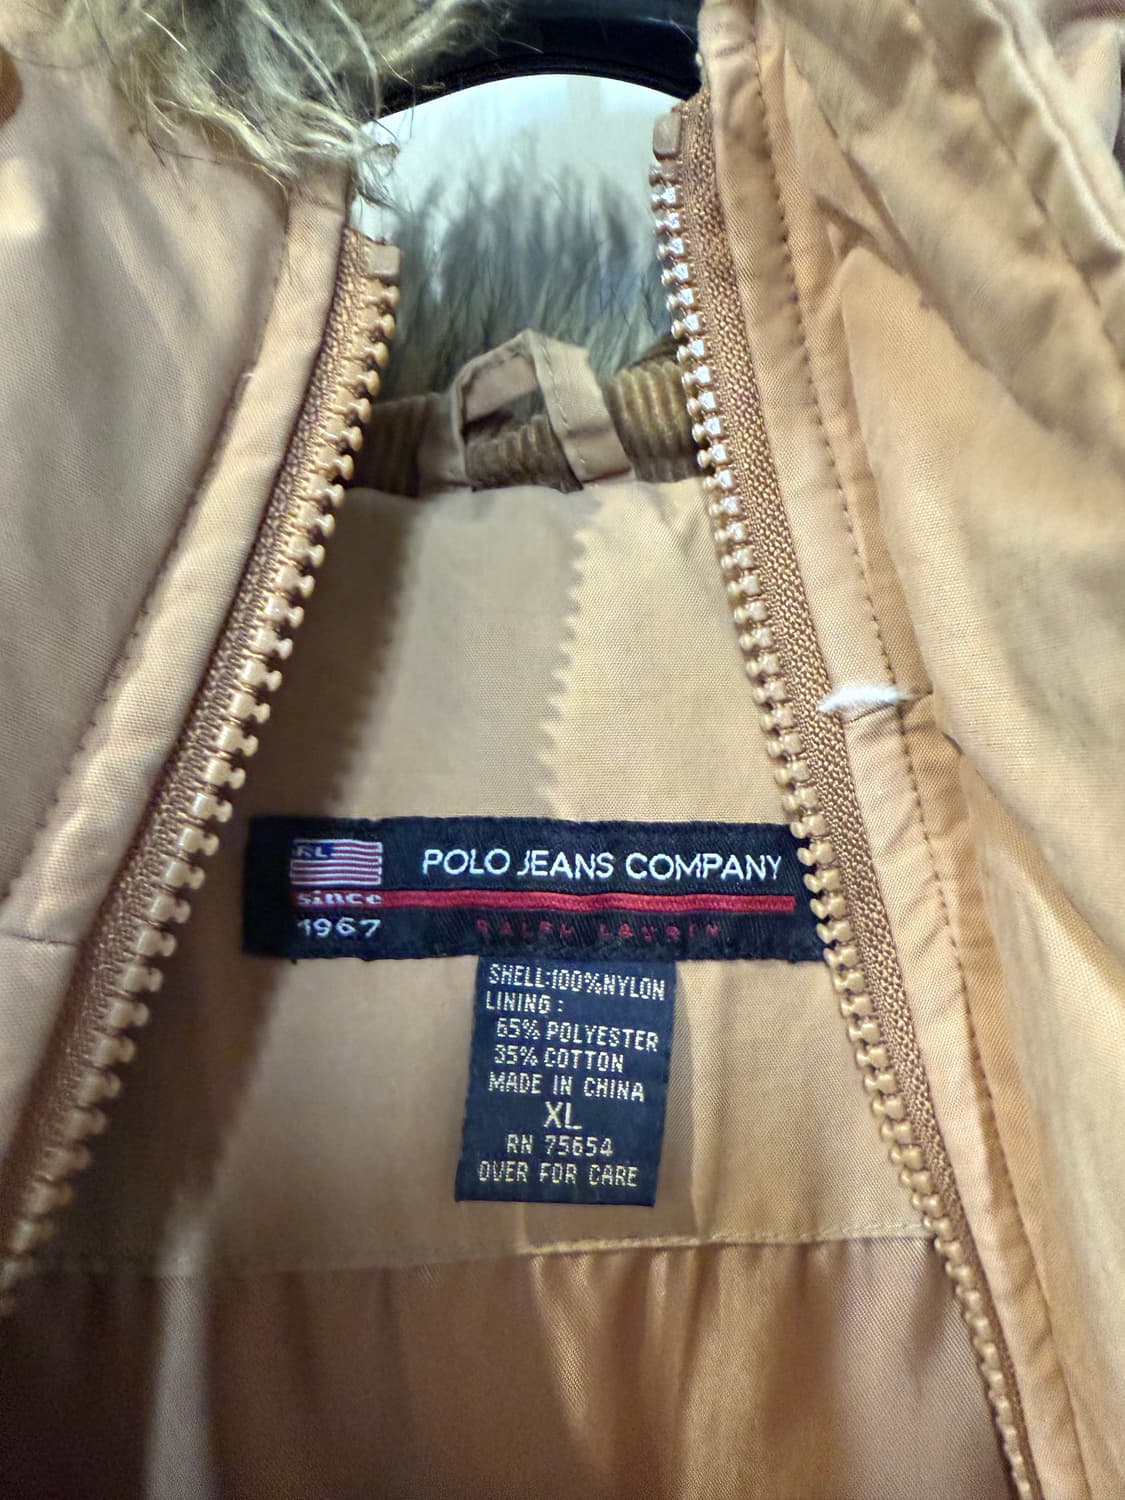 RL
POLO JEANS COMPANY
since
1967
RALPH LAUREN
SHELL:100%NYLON
LINING :
65% POLYESTER
35% COTTON
MADE IN CHINA
XL
RN 75654
OVER FOR CARE